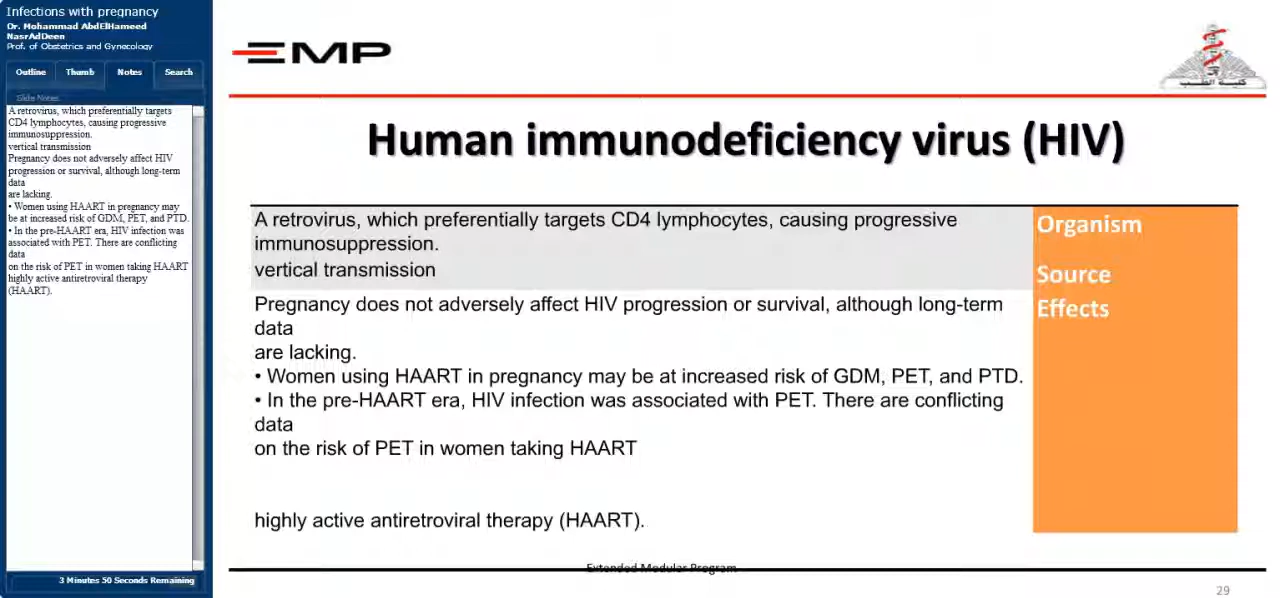 Infections with pregnancy
Dr. Mohammad AbdElHameed
NasrAdDeen
Prof. of Obstetrics and Gynecology
Outline Thumb Notes Search
Slide Notes
A retrovirus, which preferentially targets
CD4 lymphocytes, causing progressive
immunosuppression.
vertical transmission
Pregnancy does not adversely affect HIV
progression or survival, although long-term
data
are lacking.
• Women using HAART in pregnancy may
be at increased risk of GDM, PET, and PTD.
• In the pre-HAART era, HIV infection was
associated with PET. There are conflicting
data
on the risk of PET in women taking HAART
highly active antiretroviral therapy
(HAART).
3 Minutes 50 Seconds Remaining
EMP
كلية الطب
Human immunodeficiency virus (HIV)
A retrovirus, which preferentially targets CD4 lymphocytes, causing progressive
immunosuppression.
Organism
vertical transmission
Source
Pregnancy does not adversely affect HIV progression or survival, although long-term
data
are lacking.
• Women using HAART in pregnancy may be at increased risk of GDM, PET, and PTD.
• In the pre-HAART era, HIV infection was associated with PET. There are conflicting
data
on the risk of PET in women taking HAART
highly active antiretroviral therapy (HAART).
Effects
Extended Modular Program
29